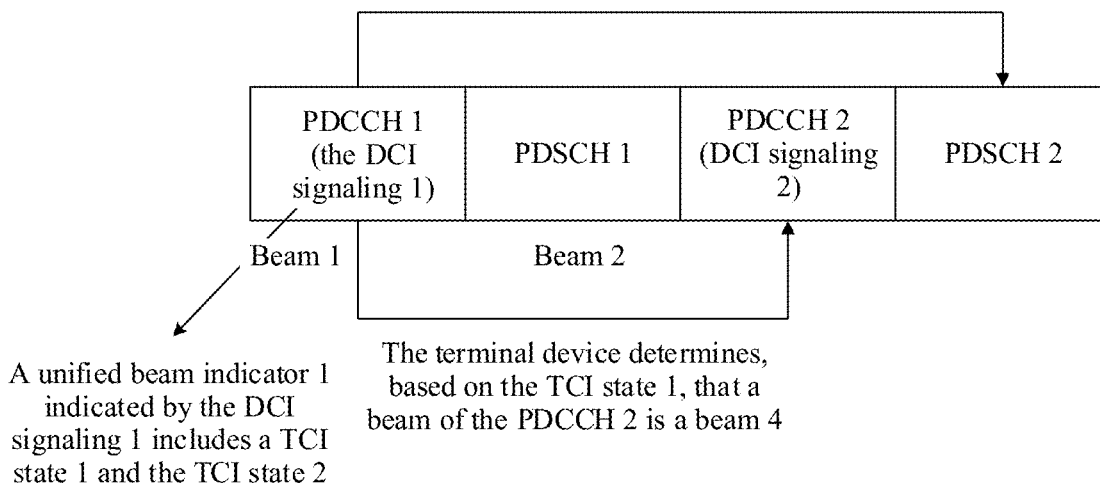 PDCCH 1
(the DCI
signaling 1)
PDSCH 1
PDCCH 2
(DCI signaling
2)
PDSCH 2
Beam 1
Beam 2
A unified beam indicator 1
indicated by the DCI
signaling 1 includes a TCI
state 1 and the TCI state 2
The terminal device determines,
based on the TCI state 1, that a
beam of the PDCCH 2 is a beam 4